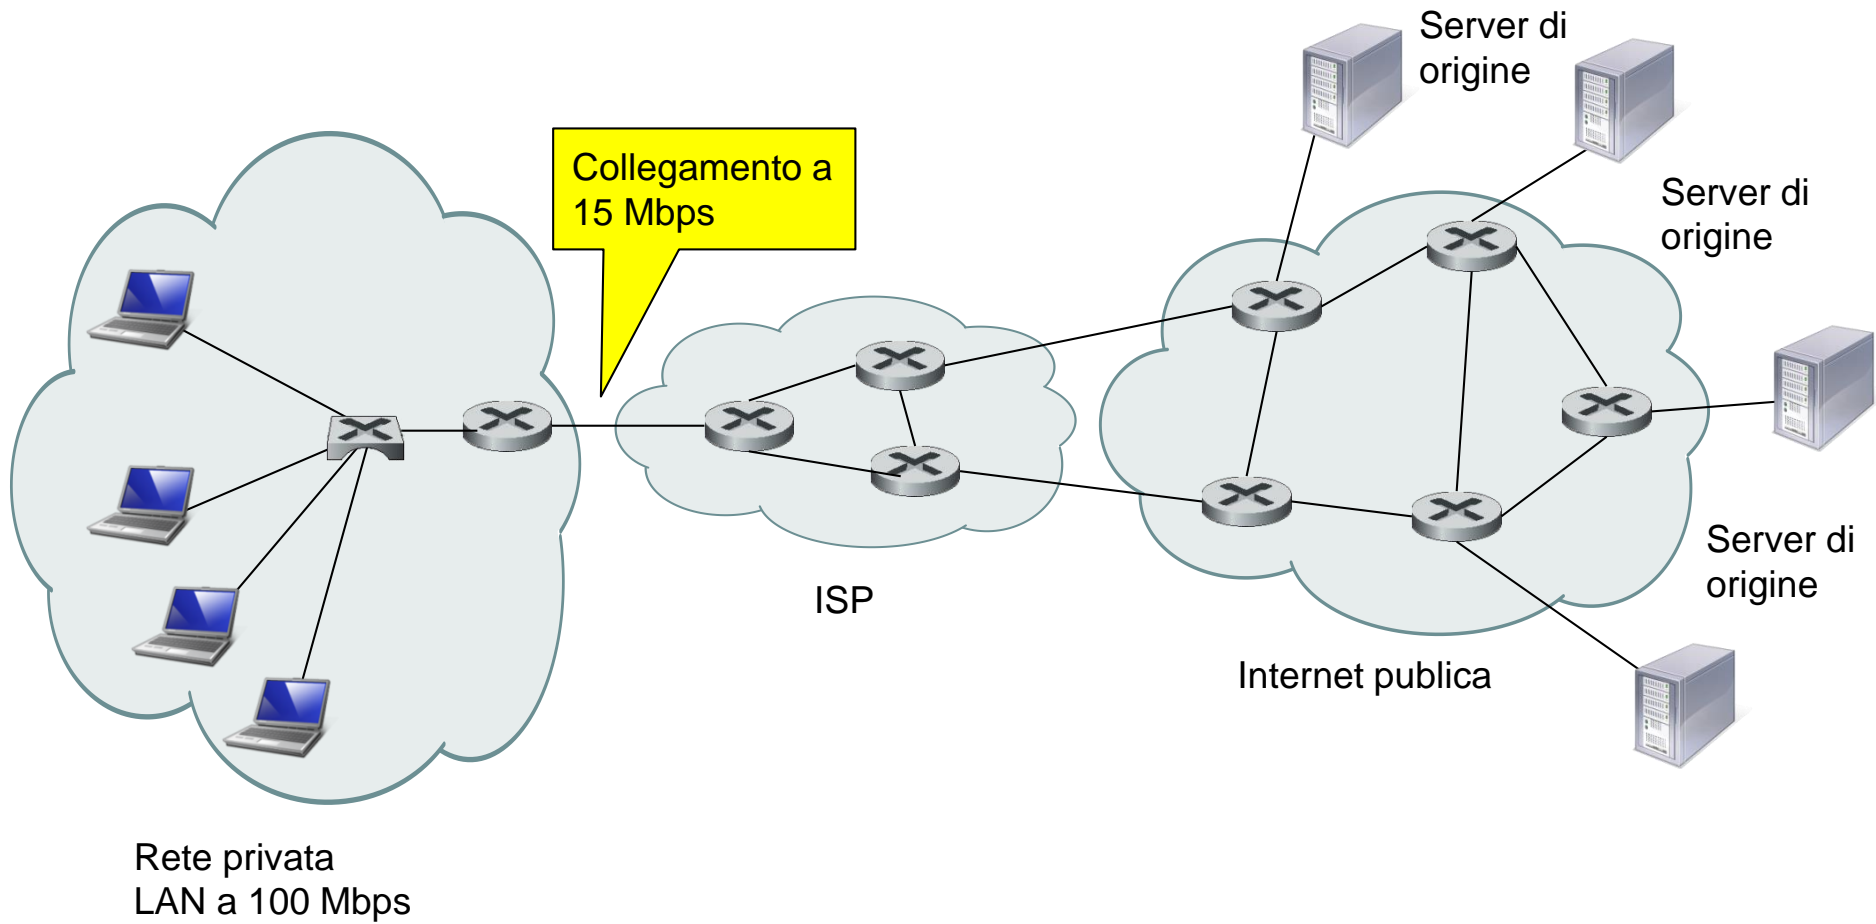 Server di
origine
Collegamento a
15 Mbps
Server di
origine
Server di
origine
ISP
Internet publica
Rete privata
LAN a 100 Mbps